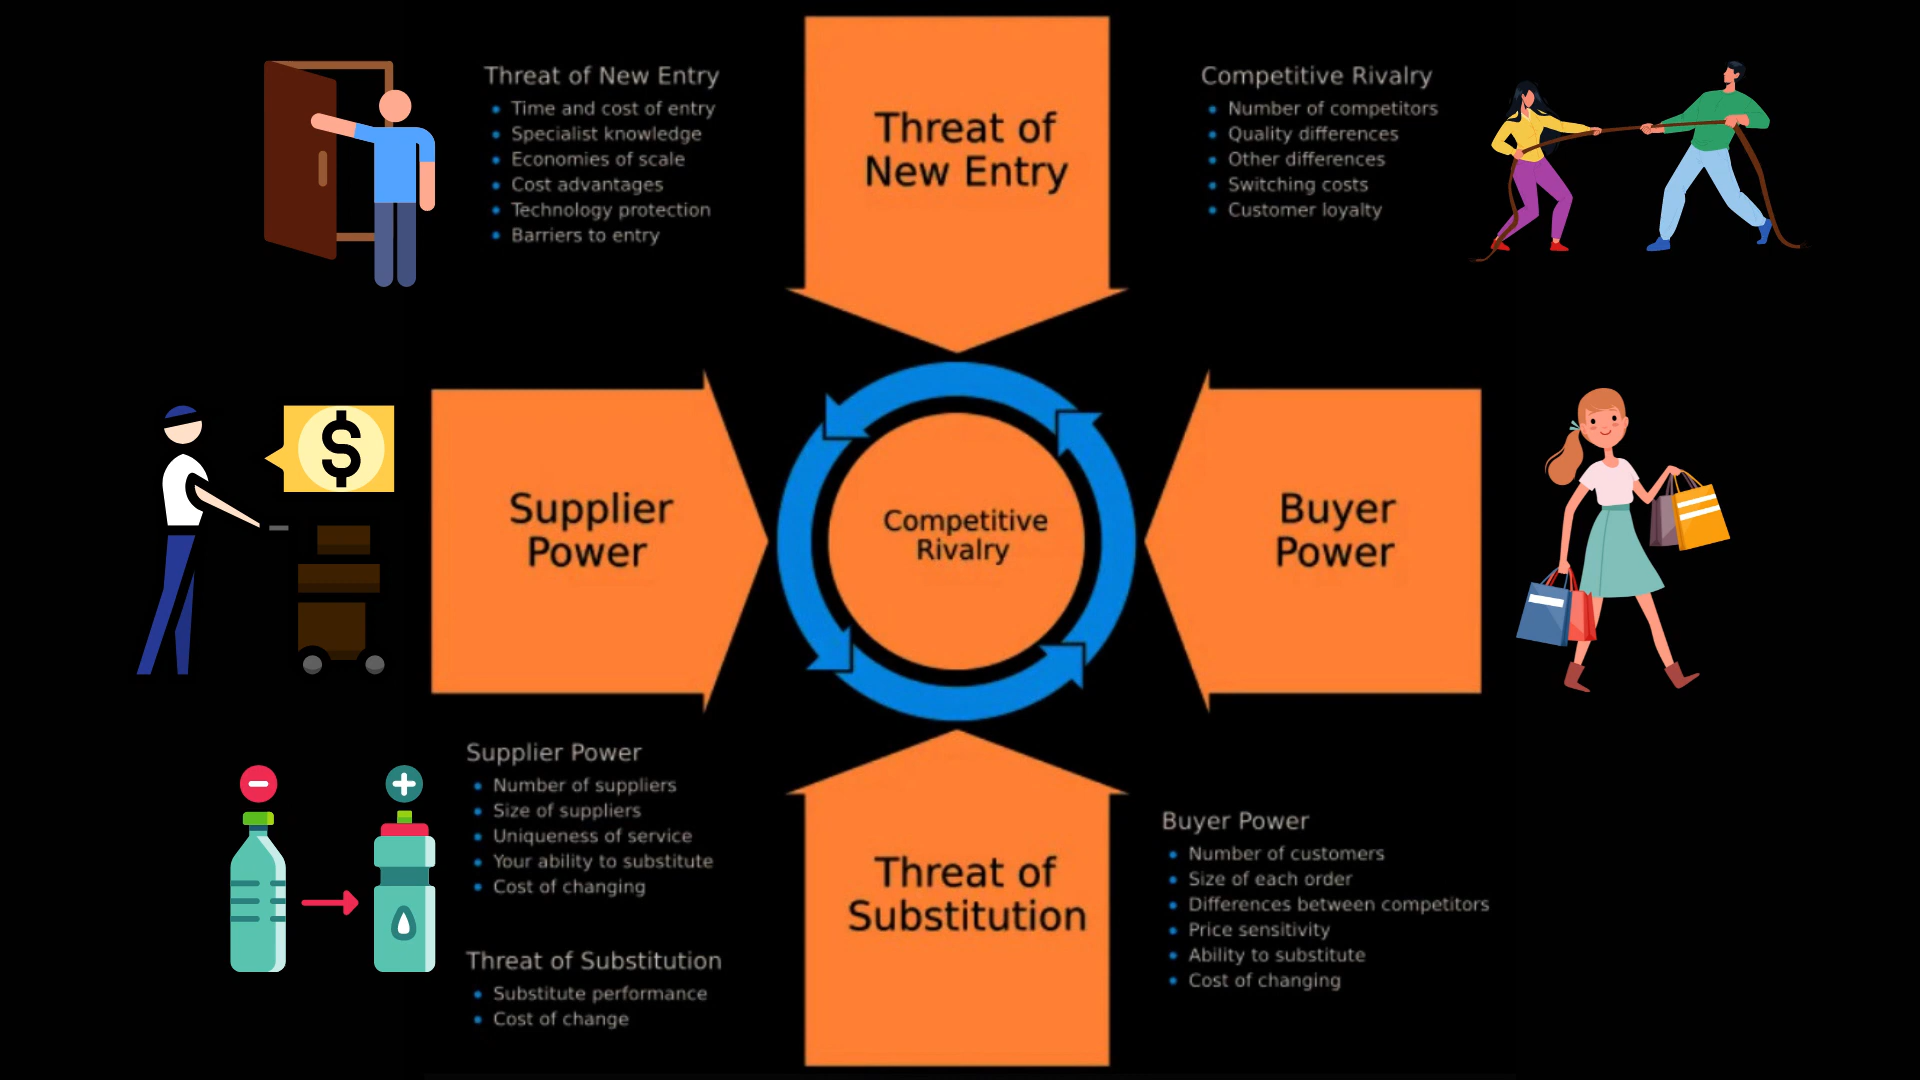 Threat of New Entry
Time and cost of entry
Specialist knowledge
Economies of scale
Cost advantages
Technology protection
Barriers to entry
Threat of
New Entry
Competitive Rivalry
Number of competitors
Quality differences
Other differences
Switching costs
Customer loyalty
$
Supplier
Power
Competitive
Rivalry
Buyer
Power
Supplier Power
Number of suppliers
Size of suppliers
Uniqueness of service
Your ability to substitute
Cost of changing
Threat of Substitution
Substitute performance
Cost of change
Threat of
Substitution
Buyer Power
Number of customers
Size of each order
Differences between competitors
Price sensitivity
Ability to substitute
Cost of changing